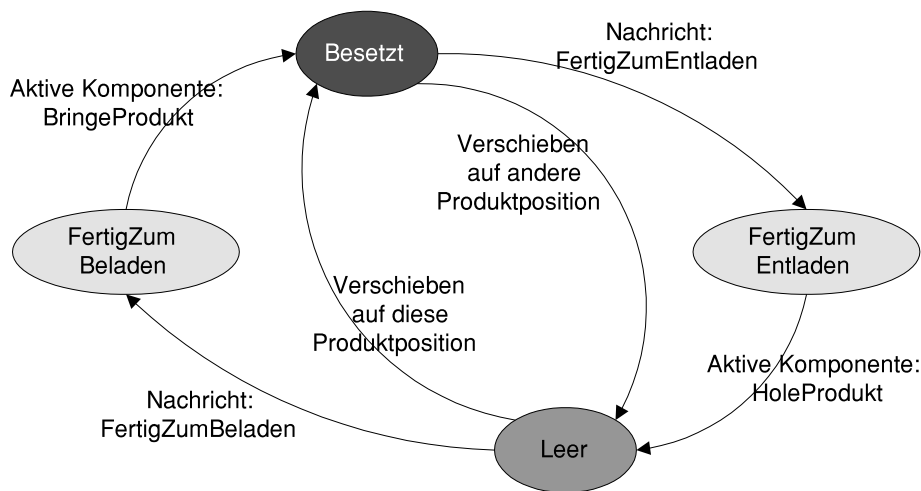 Besetzt
Nachricht:
FertigZumEntladen
Aktive Komponente:
BringeProdukt
Verschieben
auf andere
Produktposition
FertigZum
Beladen
FertigZum
Entladen
Verschieben
auf diese
Produktposition
Aktive Komponente:
HoleProdukt
Nachricht:
FertigZumBeladen
Leer